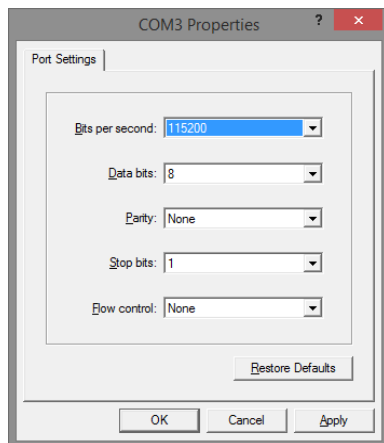 COM3 Properties ?
Port Settings
Bits per second: 115200
Data bits: 8
Parity: None
Stop bits: 1
Flow control: None
Restore Defaults
OK Cancel Apply